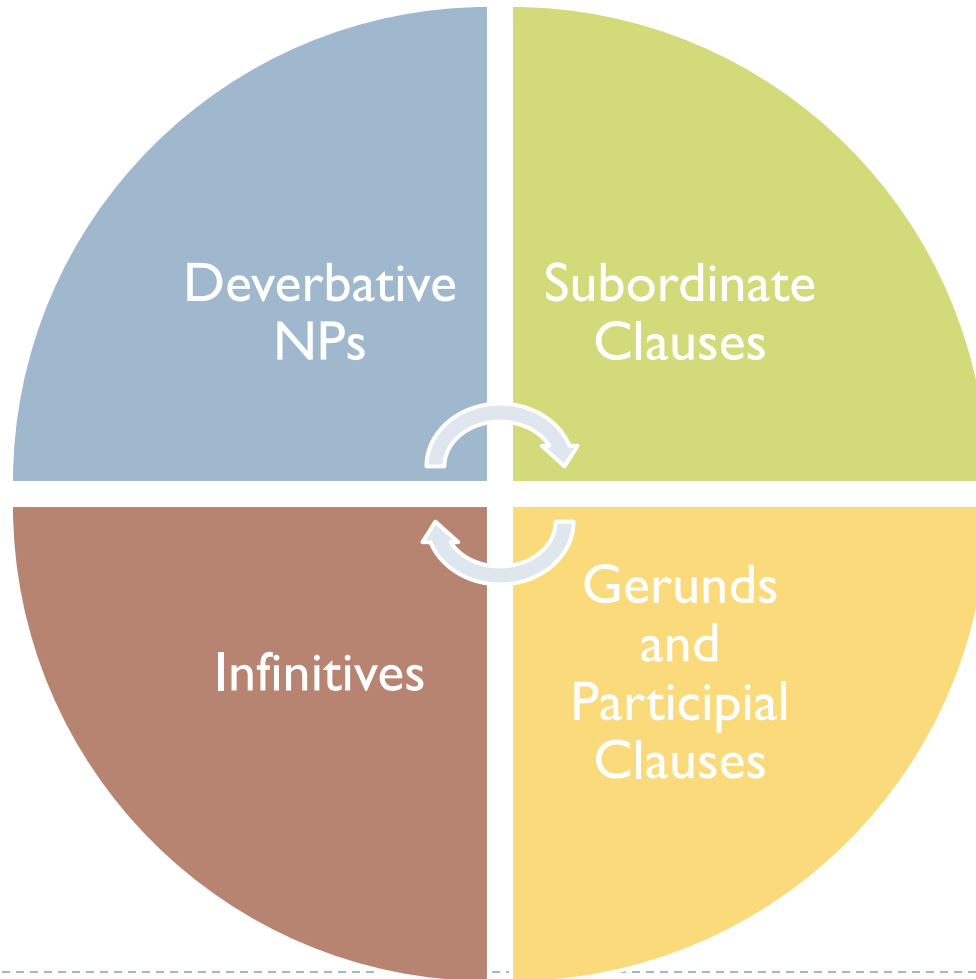 Deverbative
NPs
Subordinate
Clauses
Infinitives
Gerunds
and
Participial
Clauses